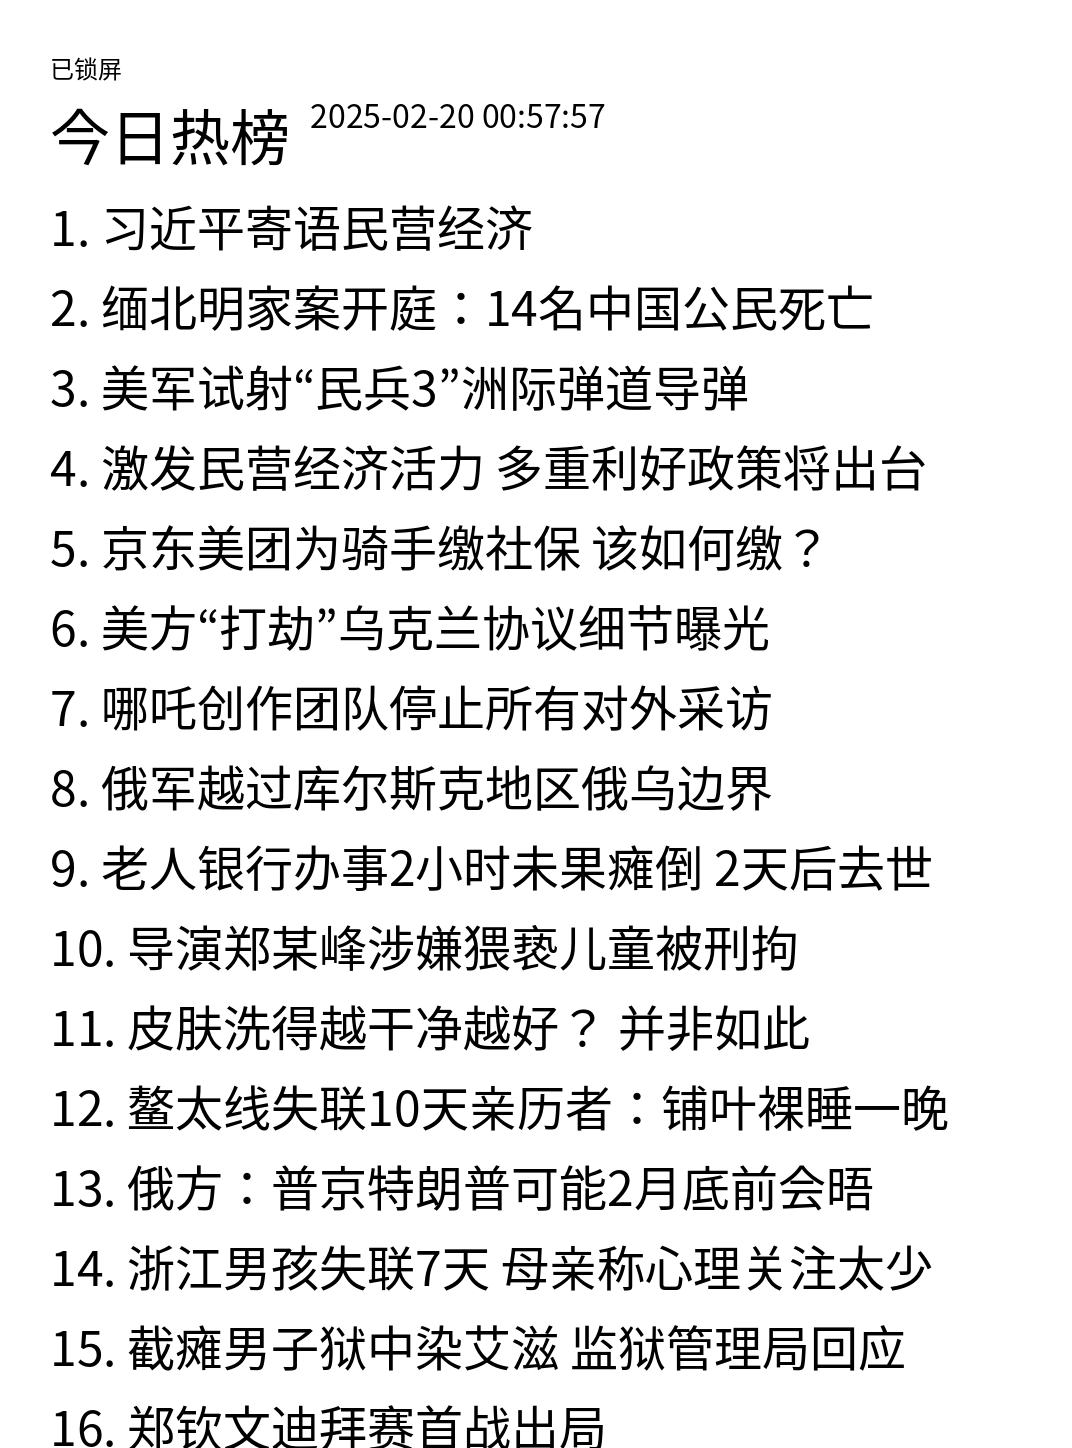 已锁屏
今日热榜 2025-02-20 00:57:57
1. 习近平寄语民营经济
2. 缅北明家案开庭：14名中国公民死亡
3. 美军试射“民兵3”洲际弹道导弹
4. 激发民营经济活力 多重利好政策将出台
5. 京东美团为骑手缴社保 该如何缴？
6. 美方“打劫”乌克兰协议细节曝光
7. 哪吒创作团队停止所有对外采访
8. 俄军越过库尔斯克地区俄乌边界
9. 老人银行办事2小时未果瘫倒 2天后去世
10. 导演郑某峰涉嫌猥亵儿童被刑拘
11. 皮肤洗得越干净越好？ 并非如此
12. 鳌太线失联10天亲历者：铺叶裸睡一晚
13. 俄方：普京特朗普可能2月底前会晤
14. 浙江男孩失联7天 母亲称心理关注太少
15. 截瘫男子狱中染艾滋 监狱管理局回应
16. 郑钦文迪拜赛首战出局